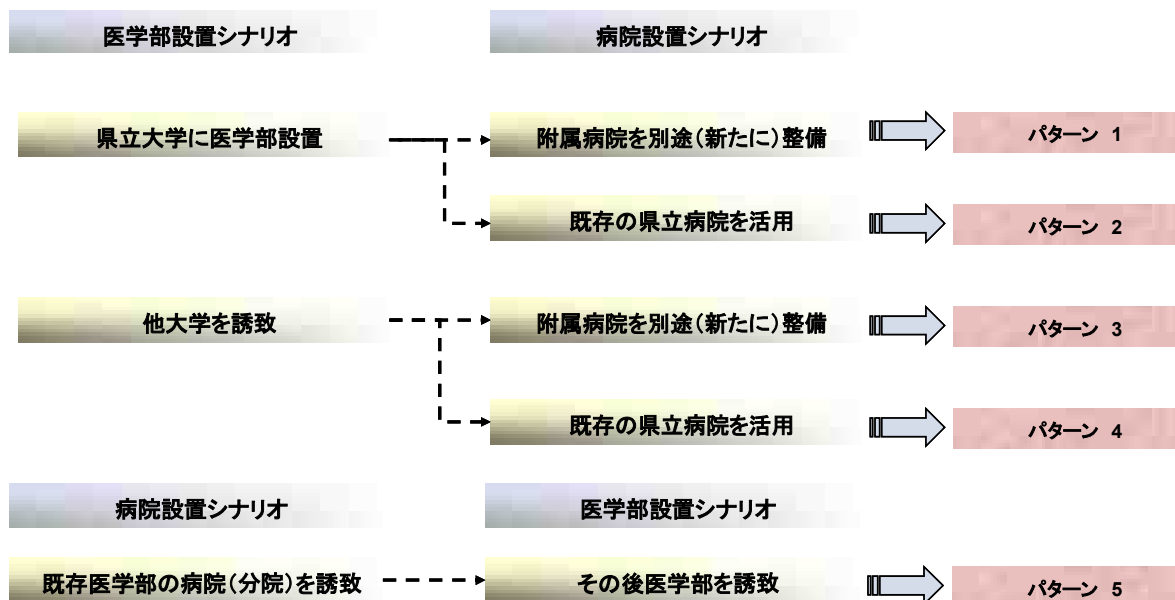 医学部設置シナリオ 病院設置シナリオ
県立大学に医学部設置 附属病院を別途（新たに）整備 パターン 1
既存の県立病院を活用 パターン 2
他大学を誘致 附属病院を別途（新たに）整備 パターン 3
既存の県立病院を活用 パターン 4
病院設置シナリオ 医学部設置シナリオ
既存医学部の病院（分院）を誘致 その後医学部を誘致 パターン 5